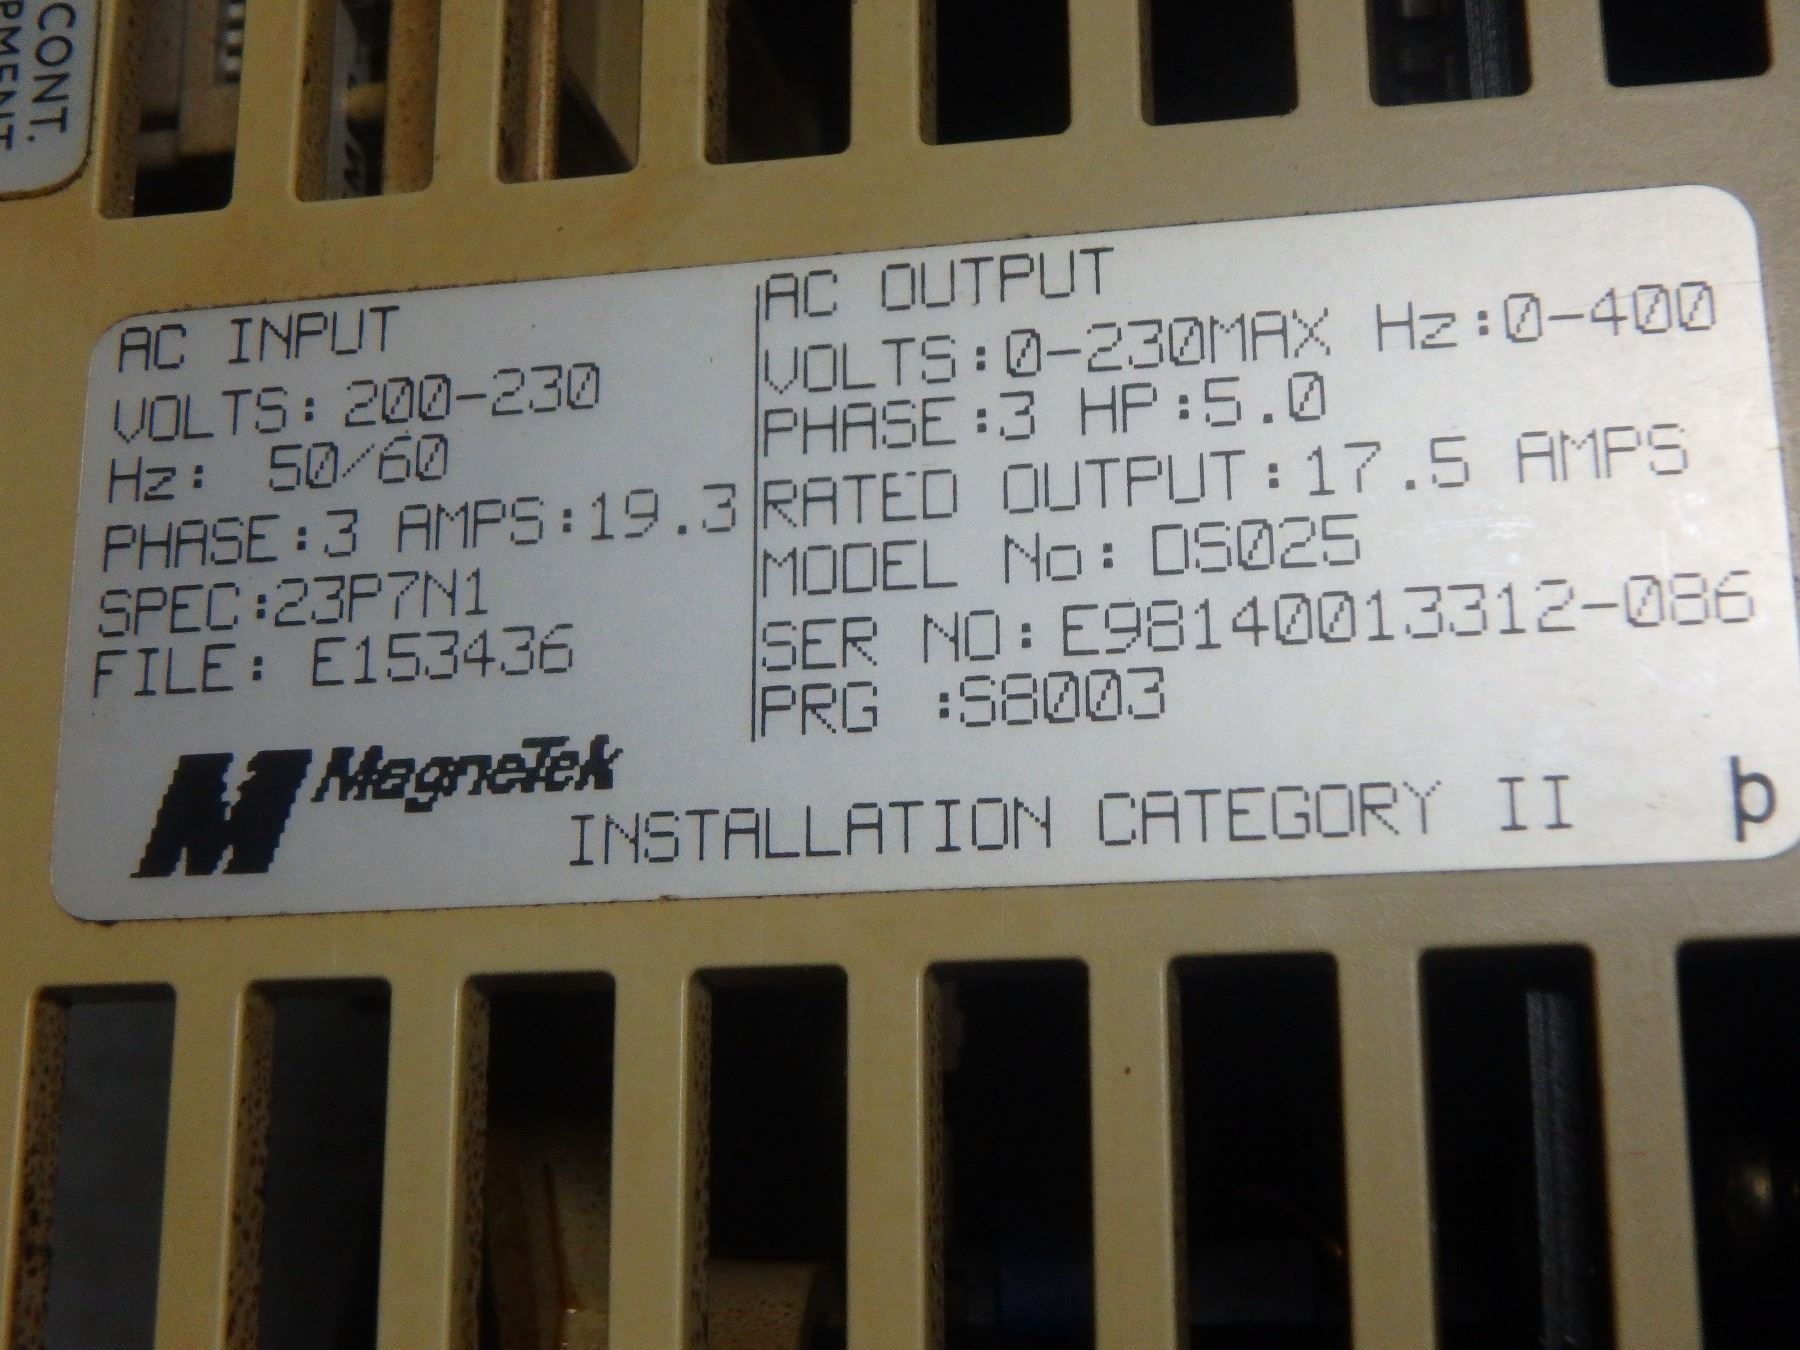 CONT.
PMENT
AC INPUT
VOLTS: 200-230
Hz: 50/60
PHASE:3 AMPS:19.3
SPEC:23P7N1
FILE: E153436
AC OUTPUT
VOLTS:0-230MAX Hz:0-400
PHASE:3 HP:5.0
RATED OUTPUT:17.5 AMPS
MODEL No: DS025
SER NO:E98140013312-086
PRG :S8003
MagneTek
INSTALLATION CATEGORY II